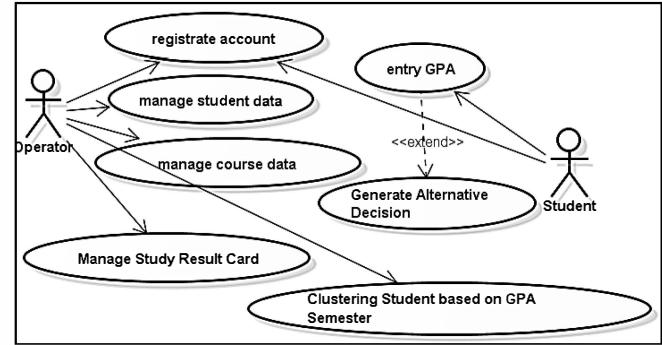 registrate account
entry GPA
manage student data
<<extend>>
Operator
manage course data
Generate Alternative
Decision
Student
Manage Study Result Card
Clustering Student based on GPA
Semester